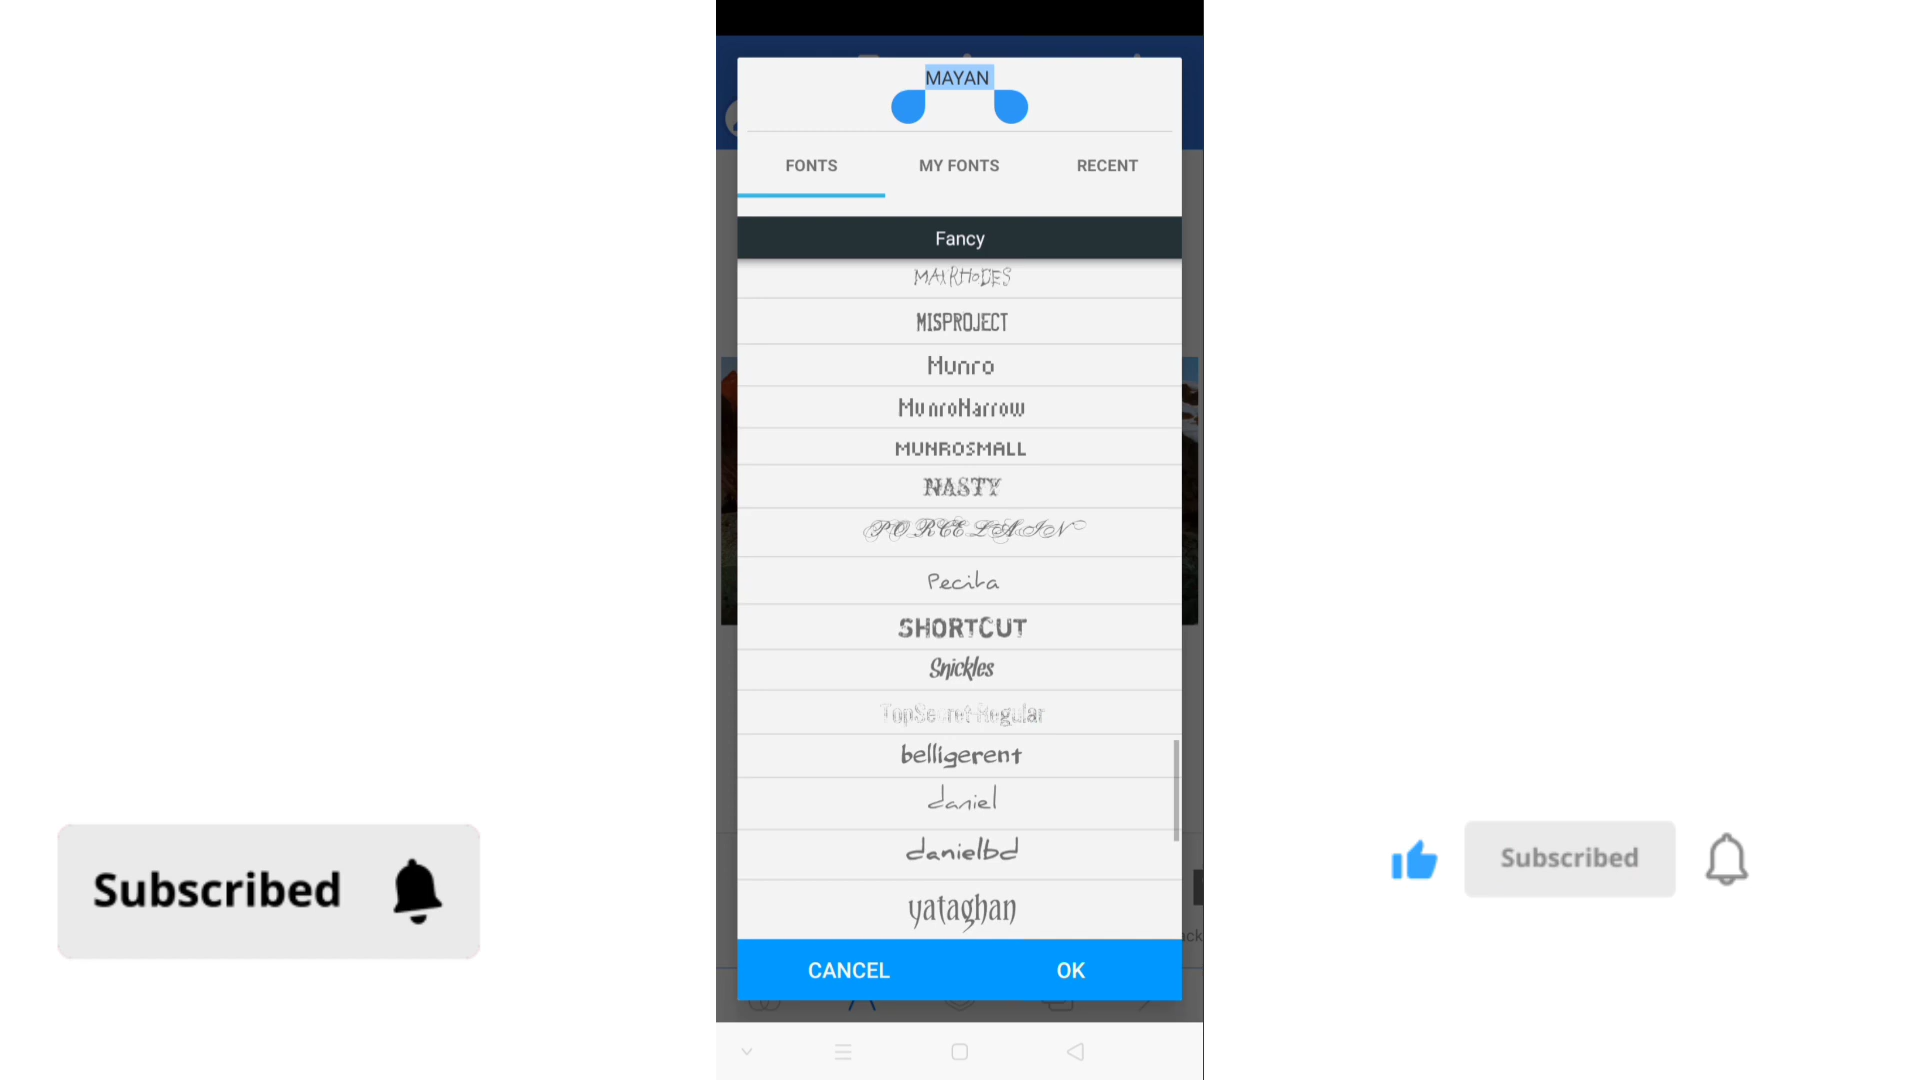 MAYAN
FONTS MY FONTS RECENT
Fancy
MAXRHODES
MISPROJECT
Munro
MunroNarrow
MUNROSMALL
NASTY
PORCELAIN
Pecita
SHORTCUT
Snickles
TopSecret-Regular
belligerent
daniel
danielbd
yataghan
CANCEL OK
Subscribed
Subscribed